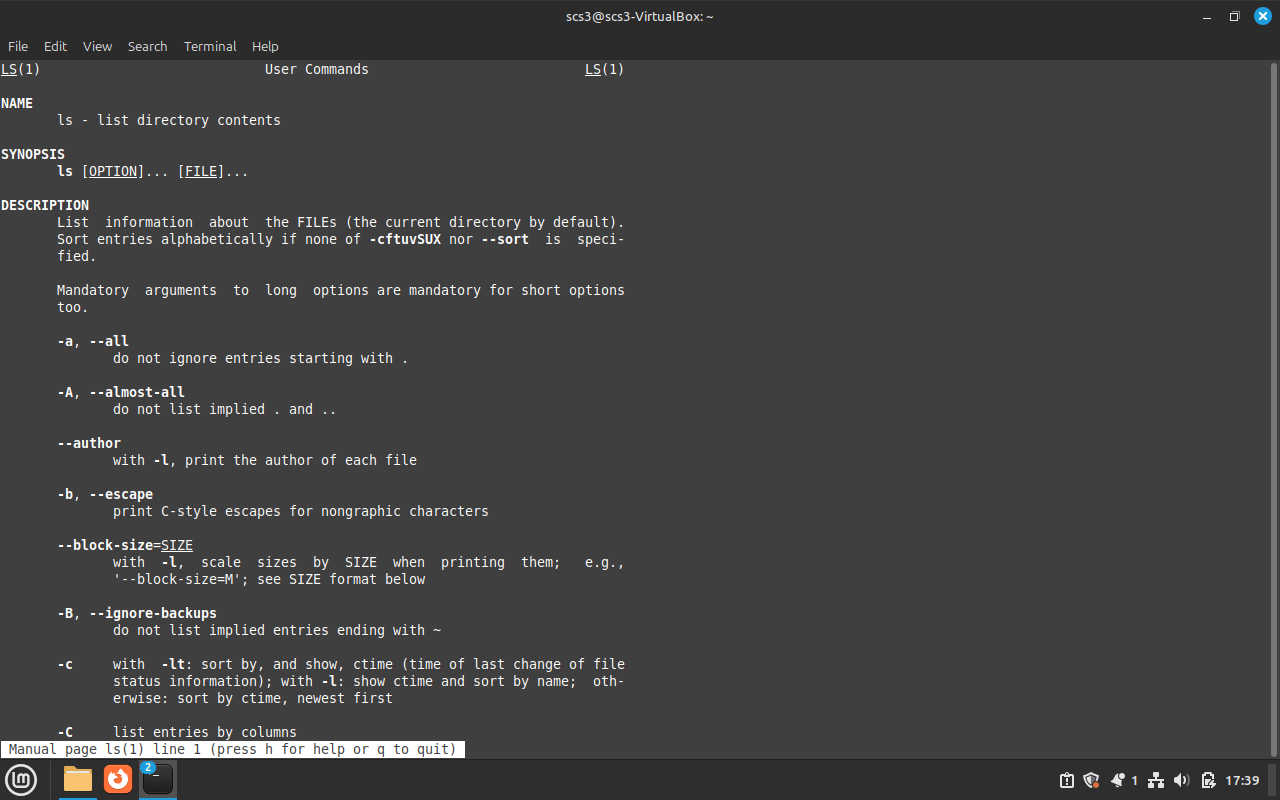 scs3@scs3-VirtualBox: ~
File Edit View Search Terminal Help
LS(1) User Commands LS(1)
NAME
ls - list directory contents
SYNOPSIS
ls [OPTION]... [FILE]...
DESCRIPTION
List information about the FILEs (the current directory by default).
Sort entries alphabetically if none of -cftuvSUX nor --sort is speci-
fied.
Mandatory arguments to long options are mandatory for short options
too.
-a, --all
do not ignore entries starting with .
-A, --almost-all
do not list implied . and ..
--author
with -l, print the author of each file
-b, --escape
print C-style escapes for nongraphic characters
--block-size=SIZE
with -l, scale sizes by SIZE when printing them; e.g.,
'--block-size=M'; see SIZE format below
-B, --ignore-backups
do not list implied entries ending with ~
-c with -lt: sort by, and show, ctime (time of last change of file
status information); with -l: show ctime and sort by name; oth-
erwise: sort by ctime, newest first
-C list entries by columns
Manual page ls(1) line 1 (press h for help or q to quit)
2
1 17:39